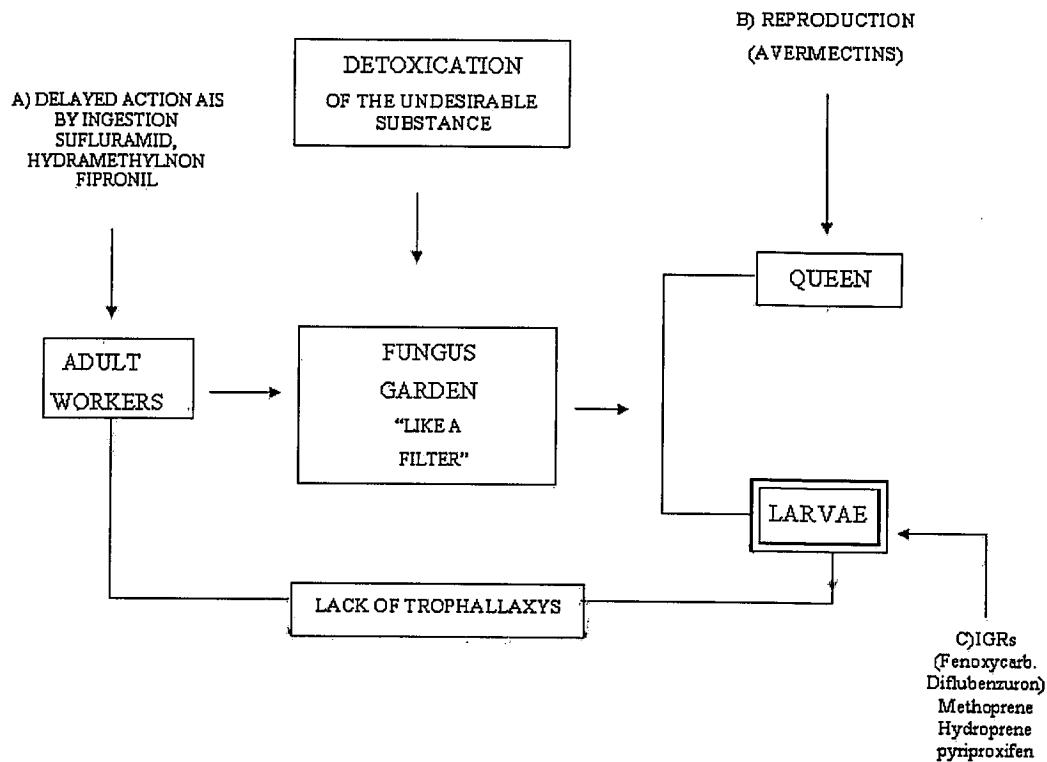 A) DELAYED ACTION AIS
BY INGESTION
SUFLURAMID,
HYDRAMETHYLNON
FIPRONIL
DETOXICATION
OF THE UNDESIRABLE
SUBSTANCE
B) REPRODUCTION
(AVERMECTINS)
ADULT
WORKERS
FUNGUS
GARDEN
“LIKE A
FILTER”
QUEEN
LARVAE
LACK OF TROPHALLAXYS
C)IGRs
(Fenoxycarb.
Diflubenzuron)
Methoprene
Hydroprene
pyriproxifen